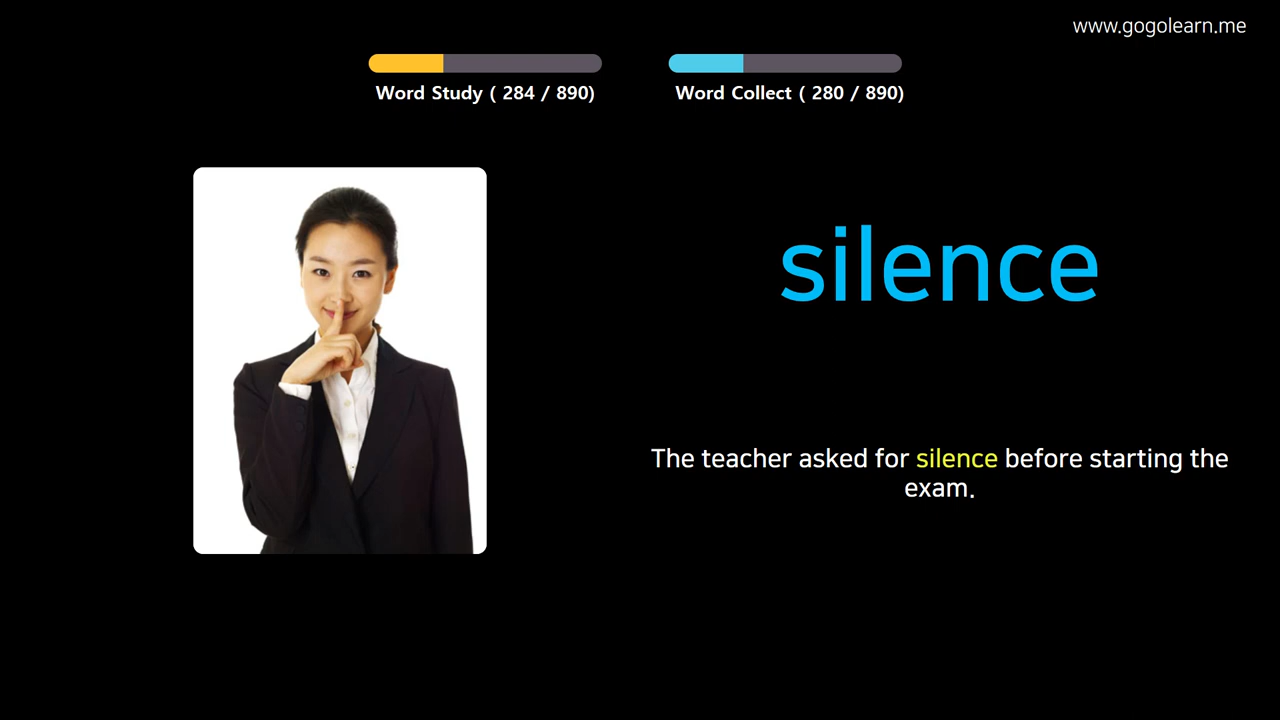 www.gogolearn.me
Word Study ( 284 / 890)
Word Collect ( 280 / 890)
silence
The teacher asked for silence before starting the
exam.